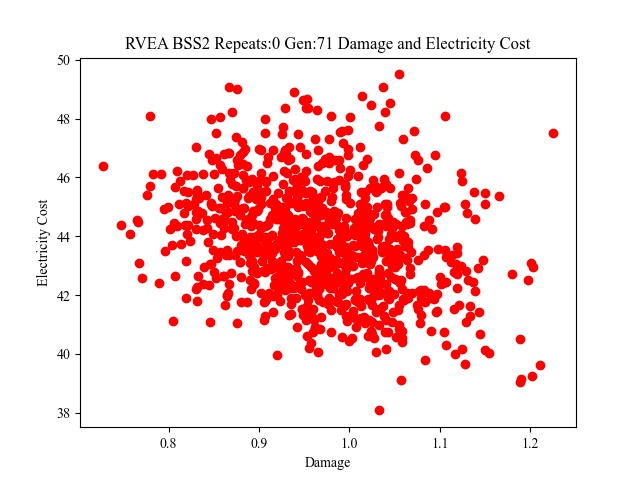 RVEA BSS2 Repeats:0 Gen:71 Damage and Electricity Cost
50
48
46
44
42
40
38
Electricity Cost
0.8 0.9 1.0 1.1 1.2
Damage